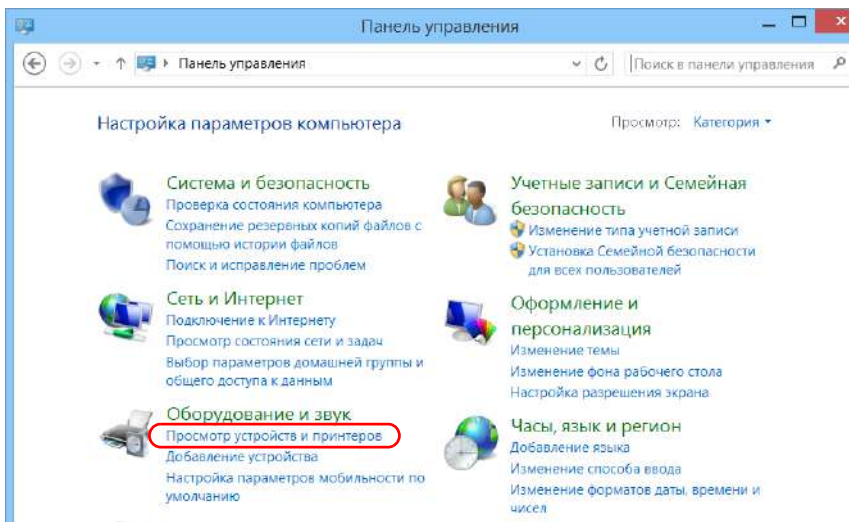 Панель управления
Панель управления
Поиск в панели управления
Настройка параметров компьютера
Просмотр: Категория
Система и безопасность
Проверка состояния компьютера
Сохранение резервных копий файлов с
помощью истории файлов
Поиск и исправление проблем
Сеть и Интернет
Подключение к Интернету
Просмотр состояния сети и задач
Выбор параметров домашней группы и
общего доступа к данным
Оборудование и звук
Просмотр устройств и принтеров
Добавление устройства
Настройка параметров мобильности по
умолчанию
Учетные записи и Семейная
безопасность
Изменение типа учетной записи
Установка Семейной безопасности
для всех пользователей
Оформление и
персонализация
Изменение темы
Изменение фона рабочего стола
Настройка разрешения экрана
Часы, язык и регион
Добавление языка
Изменение способа ввода
Изменение форматов даты, времени и
чисел